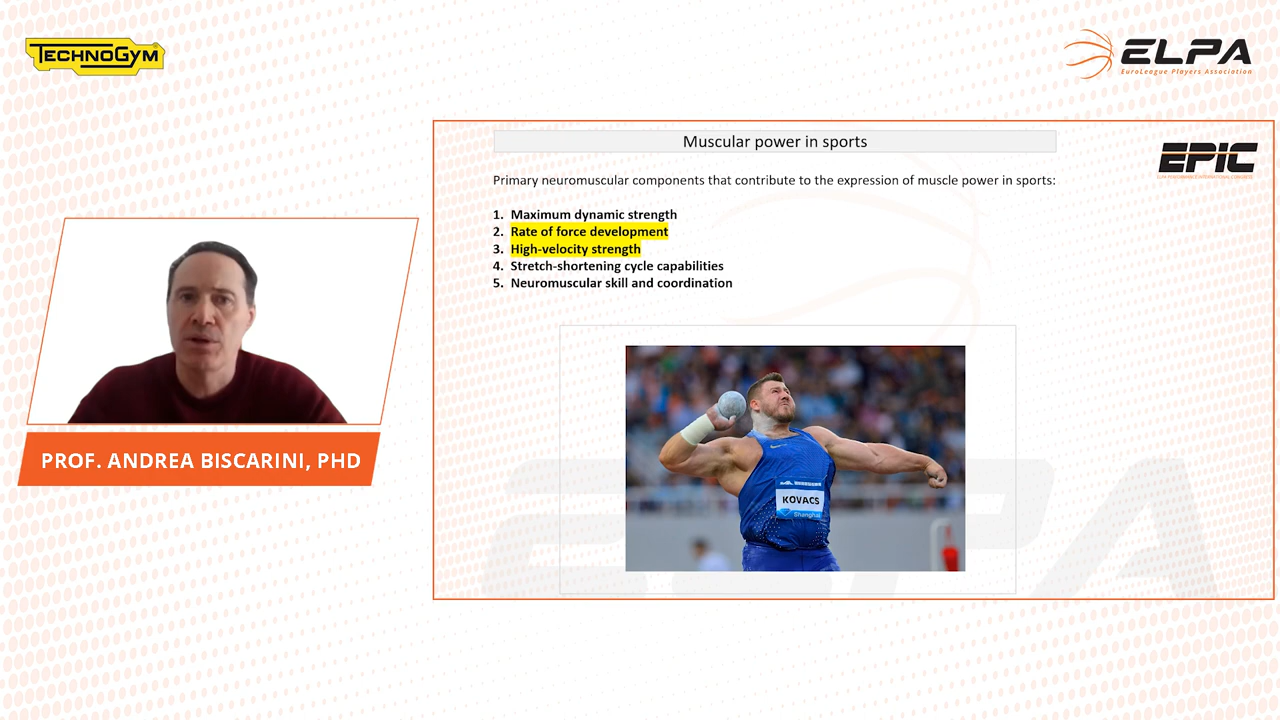 TECHNOGYM
ELPA
EuroLeague Players Association
Muscular power in sports
EPIC
Primary neuromuscular components that contribute to the expression of muscle power in sports:
1. Maximum dynamic strength
2. Rate of force development
3. High-velocity strength
4. Stretch-shortening cycle capabilities
5. Neuromuscular skill and coordination
KOVACS
Shanghai
PROF. ANDREA BISCARINI, PHD
ELPA